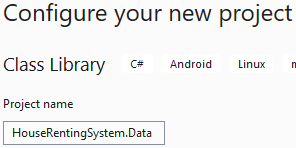 Configure your new project
Class Library C# Android Linux
Project name
HouseRentingSystem.Data